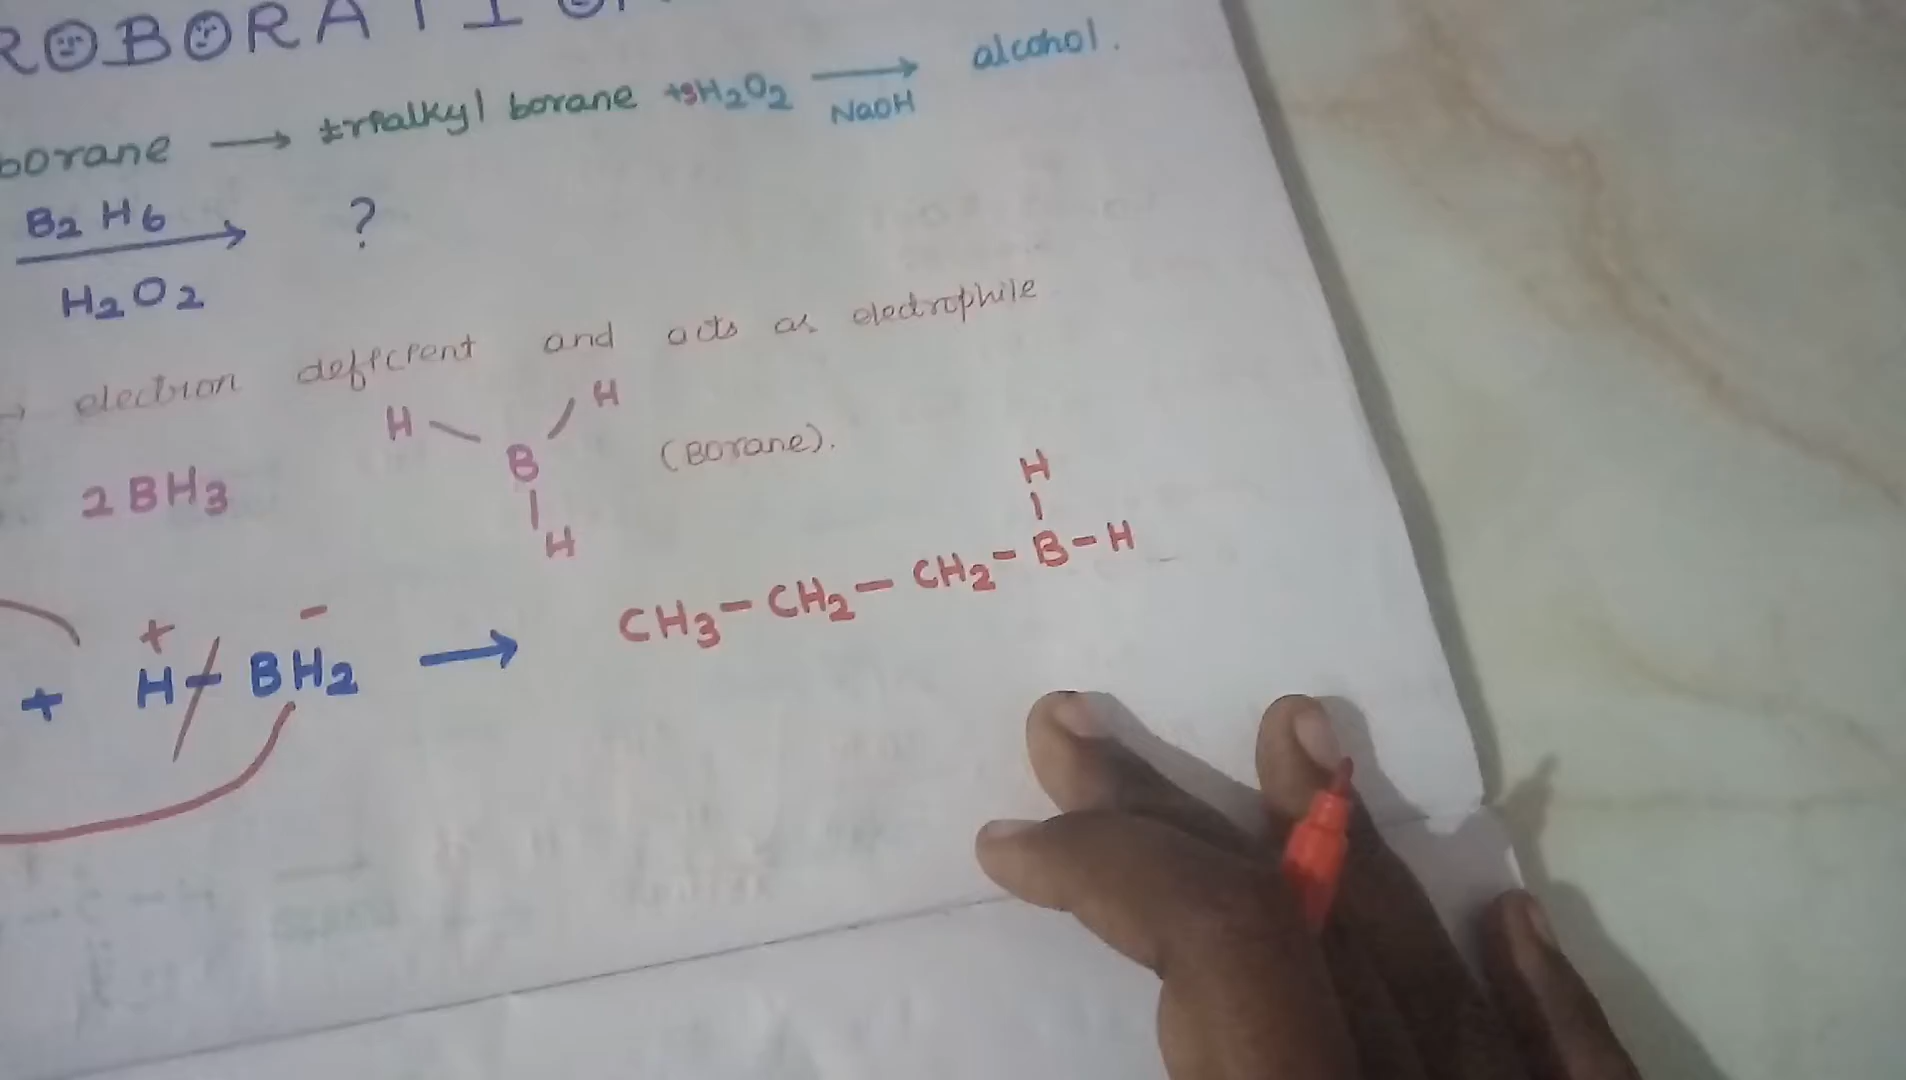 ROBORATIO
borane → trialkyl borane +3H2O2 → alcohol.
NaOH
B2H6 → ?
H2O2
→ electron deficient and acts as electrophile
H H
2BH3 B (Borane).
H
H
CH3-CH2-CH2-B-H
+ -
+ H-BH2 →